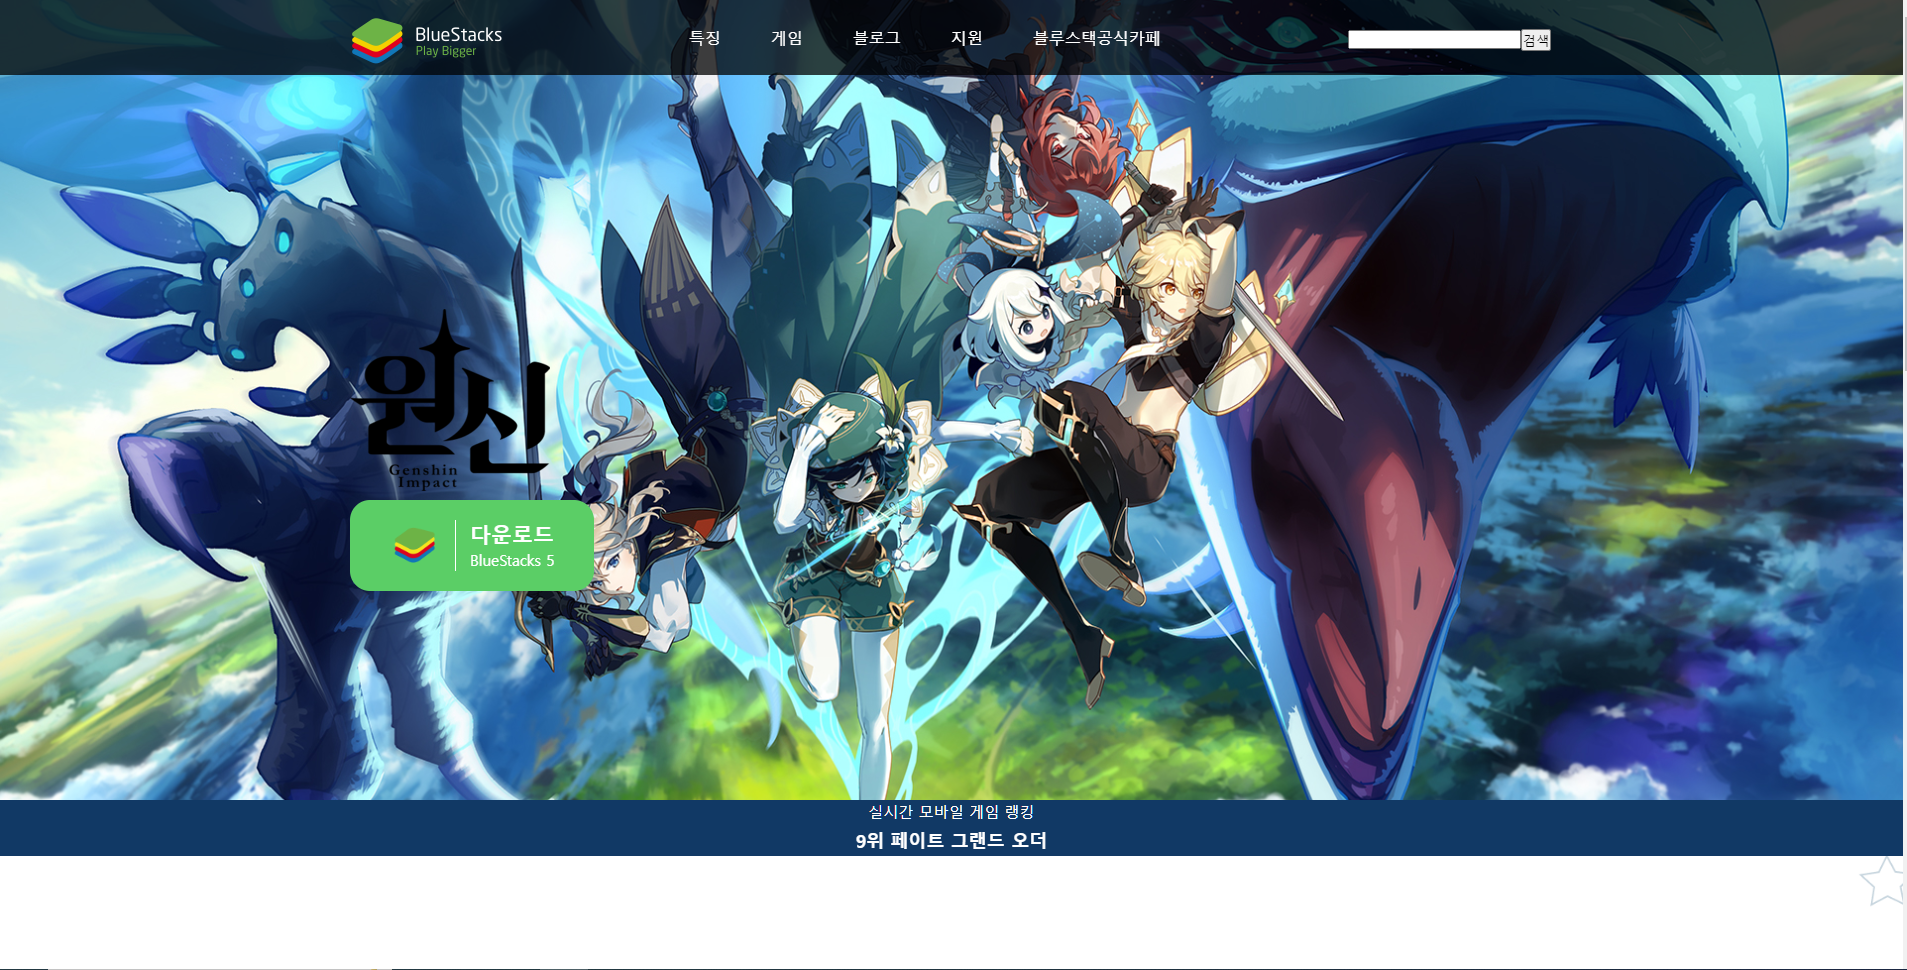 BlueStacks
Play Bigger
특징 게임 블로그 지원 블루스택공식카페 검색
원신
Genshin
Impact
다운로드
BlueStacks 5
실시간 모바일 게임 랭킹
9위 페이트 그랜드 오더